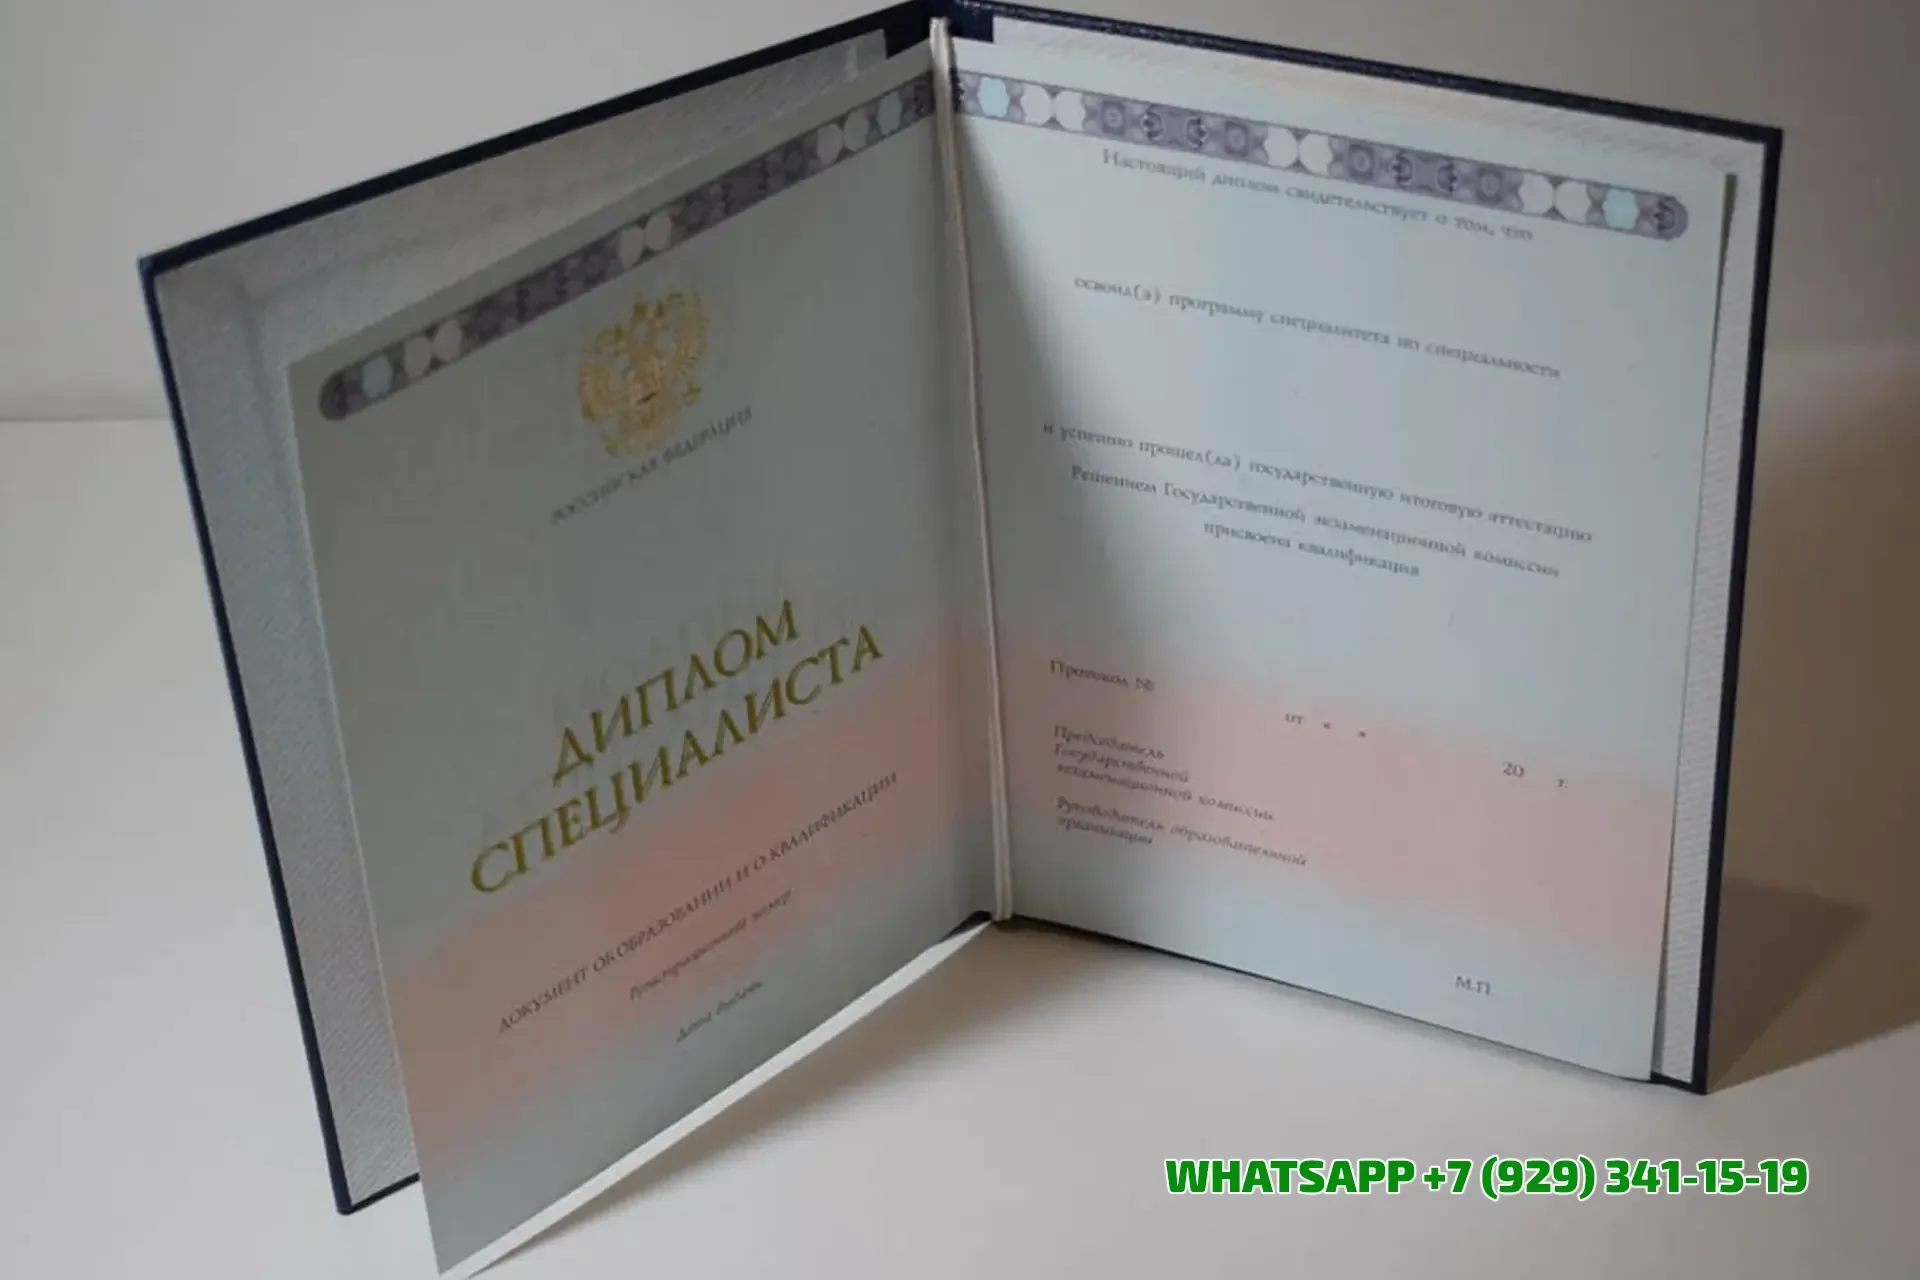 РОССИЙСКАЯ ФЕДЕРАЦИЯ
ДИПЛОМ
СПЕЦИАЛИСТА
ДОКУМЕНТ ОБ ОБРАЗОВАНИИ И О КВАЛИФИКАЦИИ
Регистрационный номер
Дата выдачи
Настоящий диплом свидетельствует о том, что
освоил(а) программу специалитета по специальности
и успешно прошел(ла) государственную итоговую аттестацию
Решением Государственной экзаменационной комиссии
присвоена квалификация
Протокол №
от « » 20 г.
Председатель
Государственной
экзаменационной комиссии
Руководитель образовательной
организации
М.П.
WHATSAPP +7 (929) 341-15-19